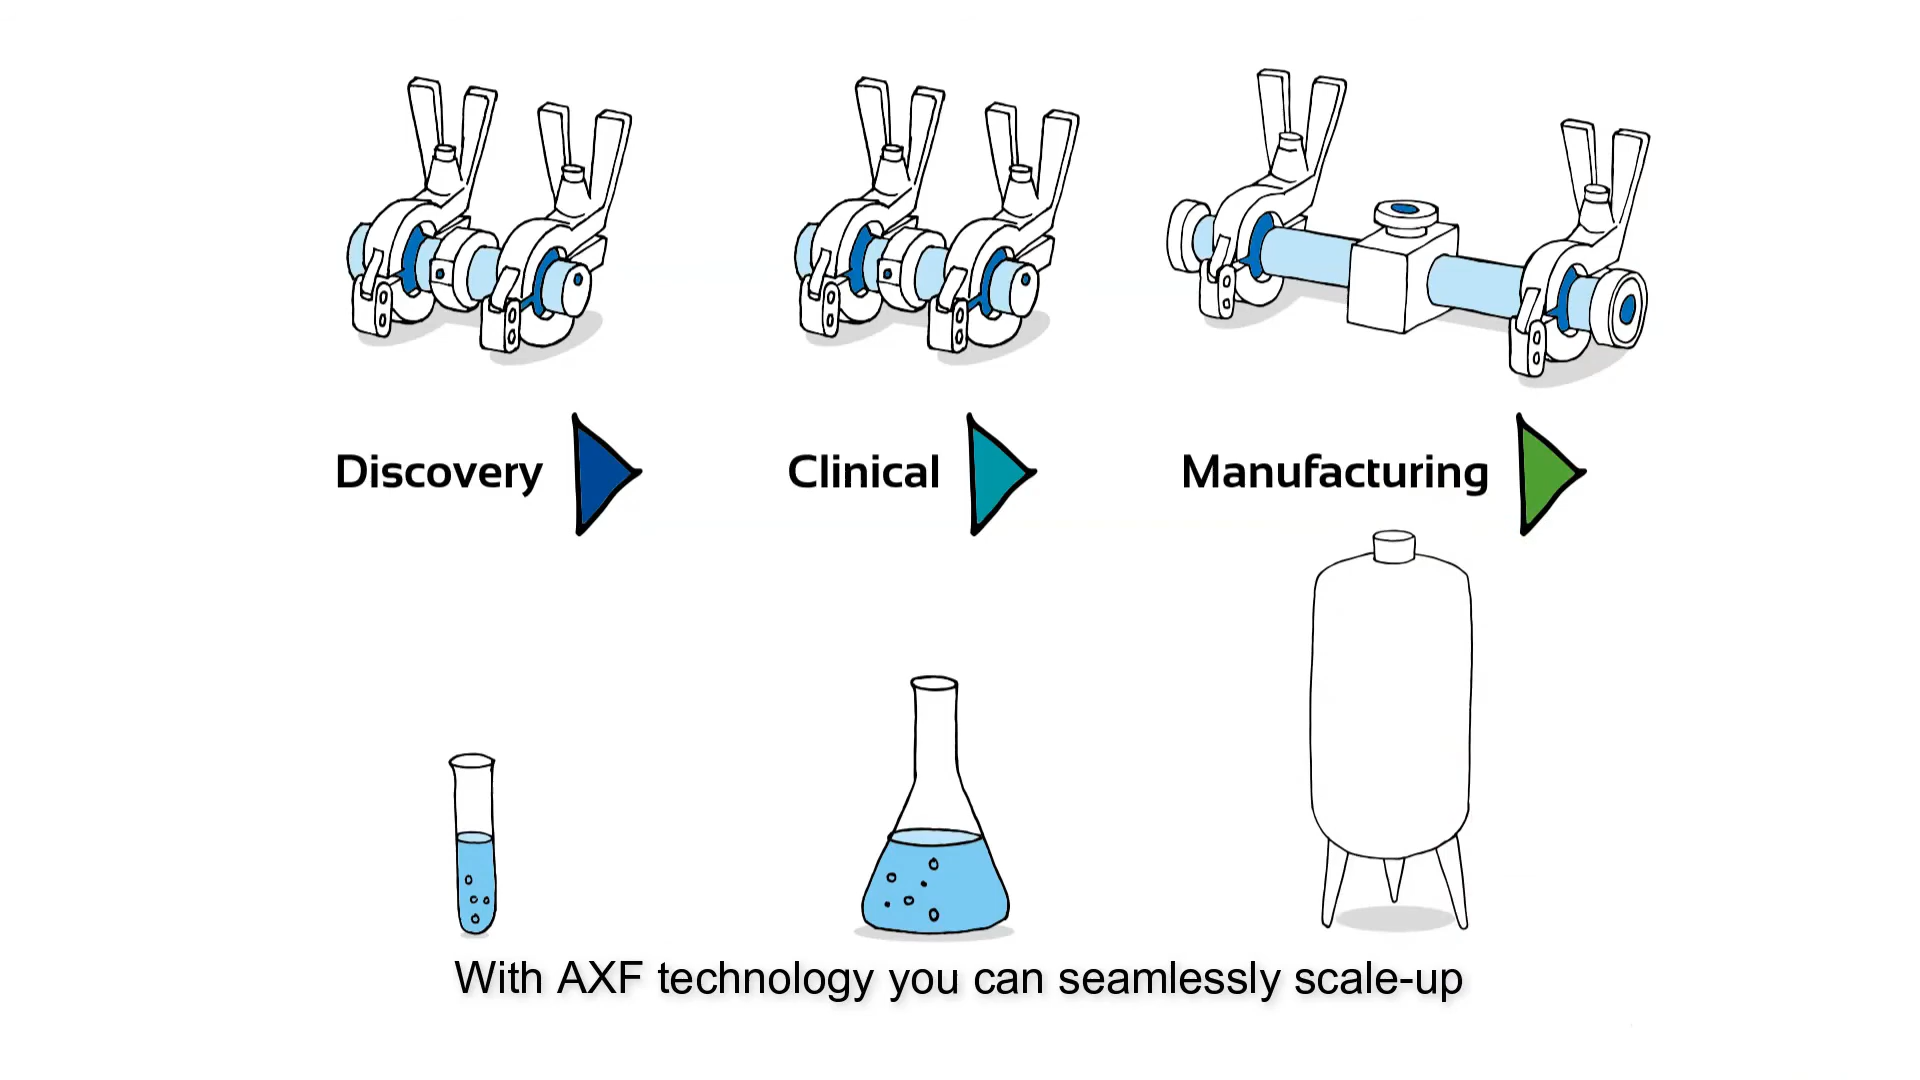 Discovery
Clinical
Manufacturing
With AXF technology you can seamlessly scale-up